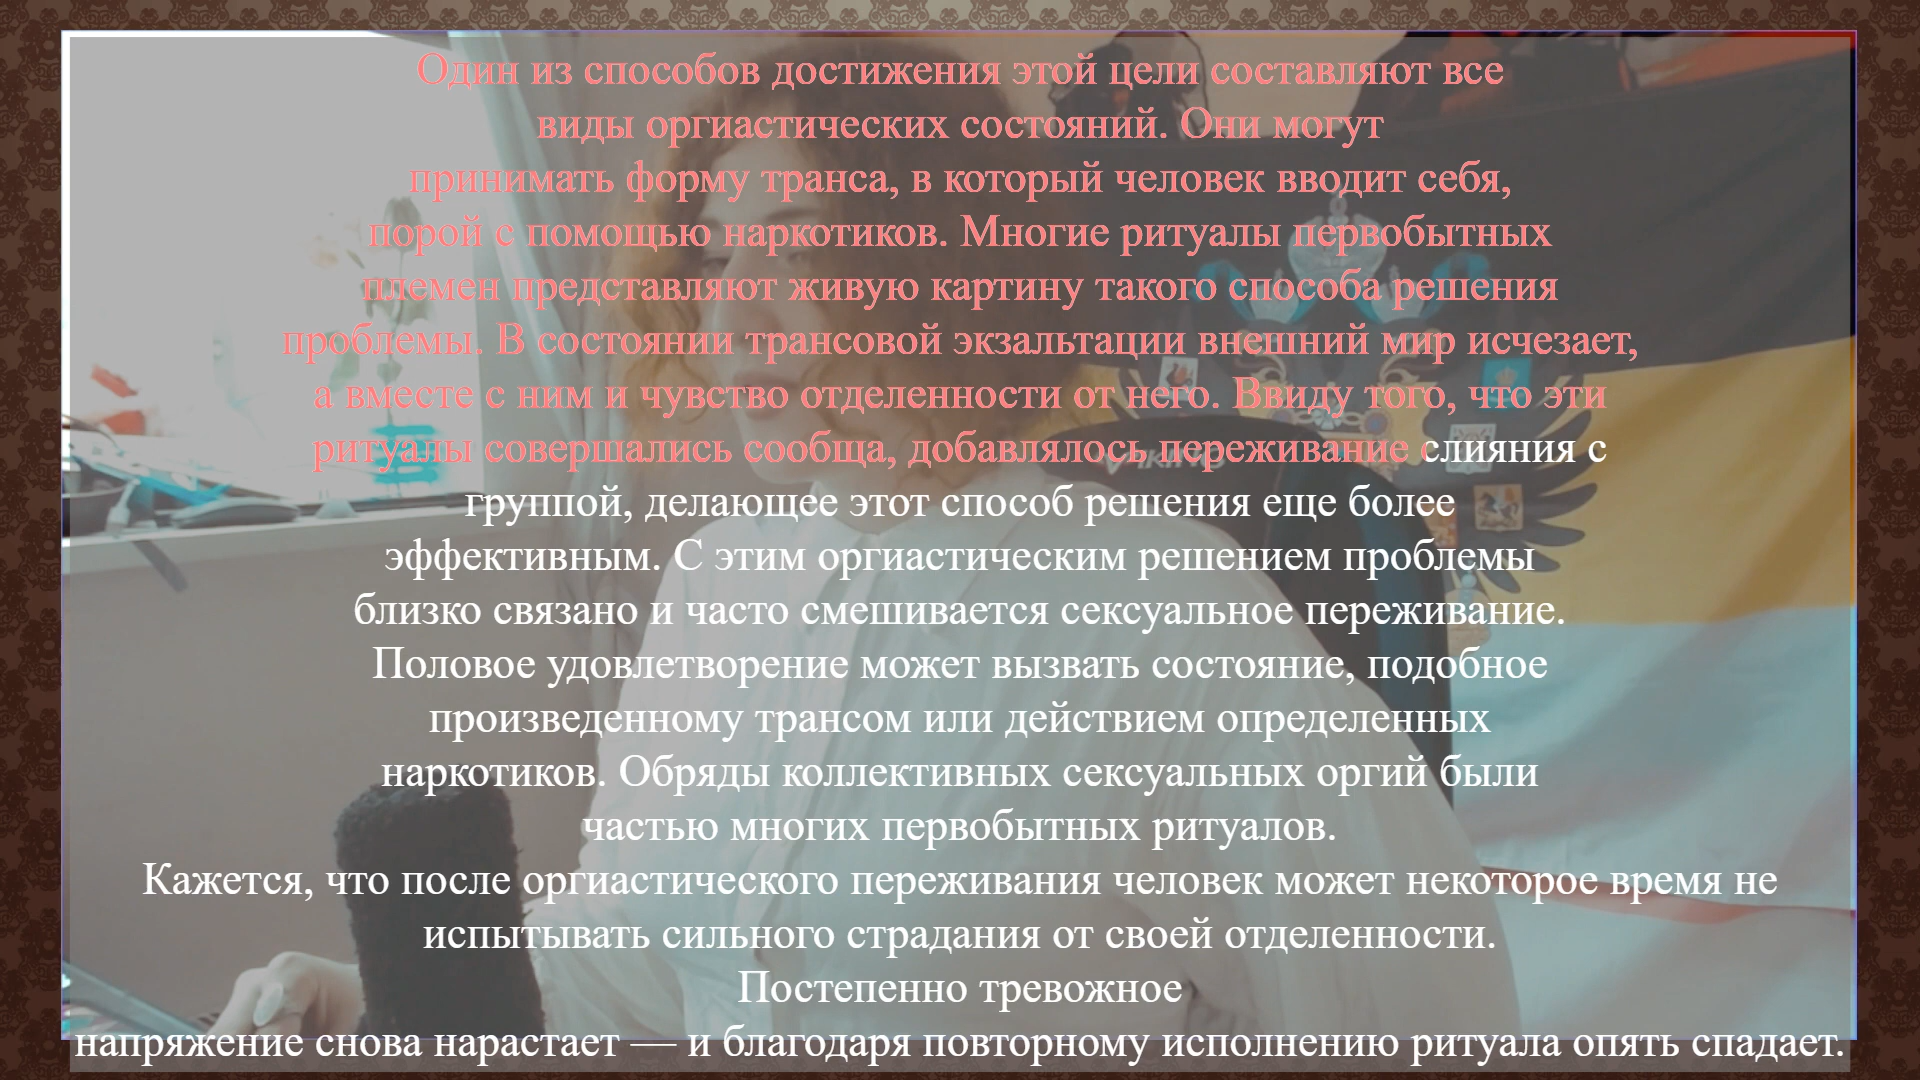 Один из способов достижения этой цели составляют все
виды оргиастических состояний. Они могут
принимать форму транса, в который человек вводит себя,
порой с помощью наркотиков. Многие ритуалы первобытных
племен представляют живую картину такого способа решения
проблемы. В состоянии трансовой экзальтации внешний мир исчезает,
а вместе с ним и чувство отделенности от него. Ввиду того, что эти
ритуалы совершались сообща, добавлялось переживание слияния с
группой, делающее этот способ решения еще более
эффективным. С этим оргиастическим решением проблемы
близко связано и часто смешивается сексуальное переживание.
Половое удовлетворение может вызвать состояние, подобное
произведенному трансом или действием определенных
наркотиков. Обряды коллективных сексуальных оргий были
частью многих первобытных ритуалов.
Кажется, что после оргиастического переживания человек может некоторое время не
испытывать сильного страдания от своей отделенности.
Постепенно тревожное
напряжение снова нарастает — и благодаря повторному исполнению ритуала опять спадает.